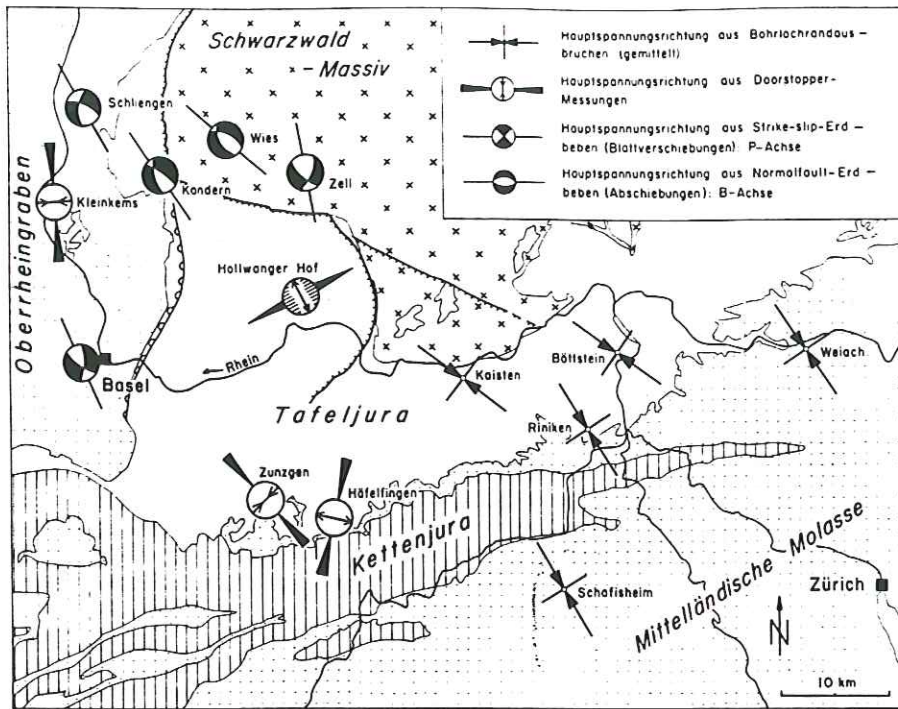 Schwarzwald
– Massiv
Hauptspannungsrichtung aus Bohrlochrandaus –
bruchen (gemittelt)
Hauptspannungsrichtung aus Doorstopper-
Messungen
Hauptspannungsrichtung aus Strike-slip-Erd –
beben (Blattverschiebungen): P-Achse
Hauptspannungsrichtung aus Normalfault-Erd –
beben (Abschiebungen): B-Achse
Schliengen
Wies
Kandern
Zell
Kleinkems
Oberrheingraben
Hollwanger Hof
Rhein
Basel
Kaisten
Böttstein
Weiach
Tafeljura
Riniken
Zunzgen
Häfelfingen
Kettenjura
Schafisheim
Mittelländische Molasse
Zürich
N
10 km